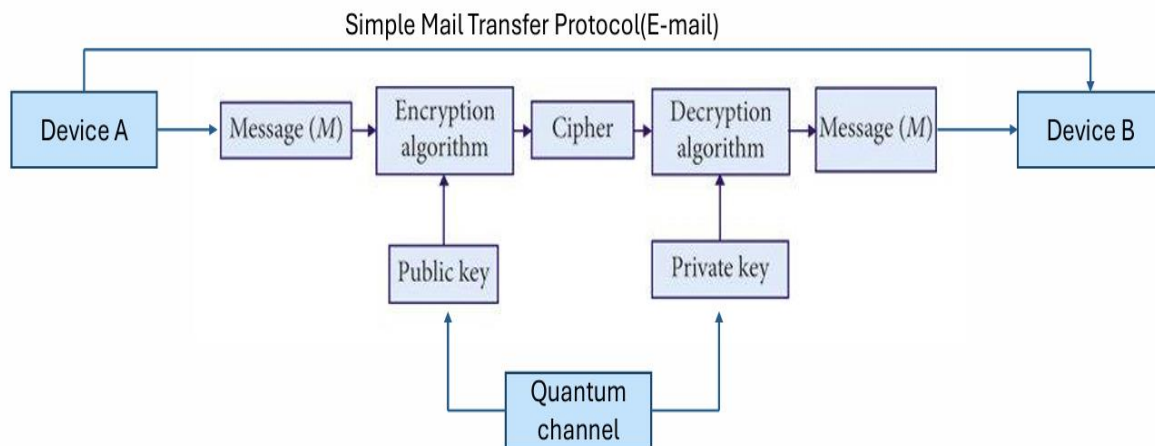 Simple Mail Transfer Protocol(E-mail)
Device A
Message (M)
Encryption
algorithm
Cipher
Decryption
algorithm
Message (M)
Device B
Public key
Private key
Quantum
channel